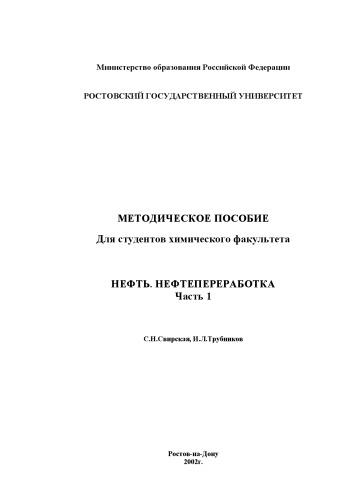 Министерство образования Российской Федерации
РОСТОВСКИЙ ГОСУДАРСТВЕННЫЙ УНИВЕРСИТЕТ
МЕТОДИЧЕСКОЕ ПОСОБИЕ
Для студентов химического факультета
НЕФТЬ. НЕФТЕПЕРЕРАБОТКА
Часть 1
С.Н.Свирская, И.Л.Трубников
Ростов-на-Дону
2002г.